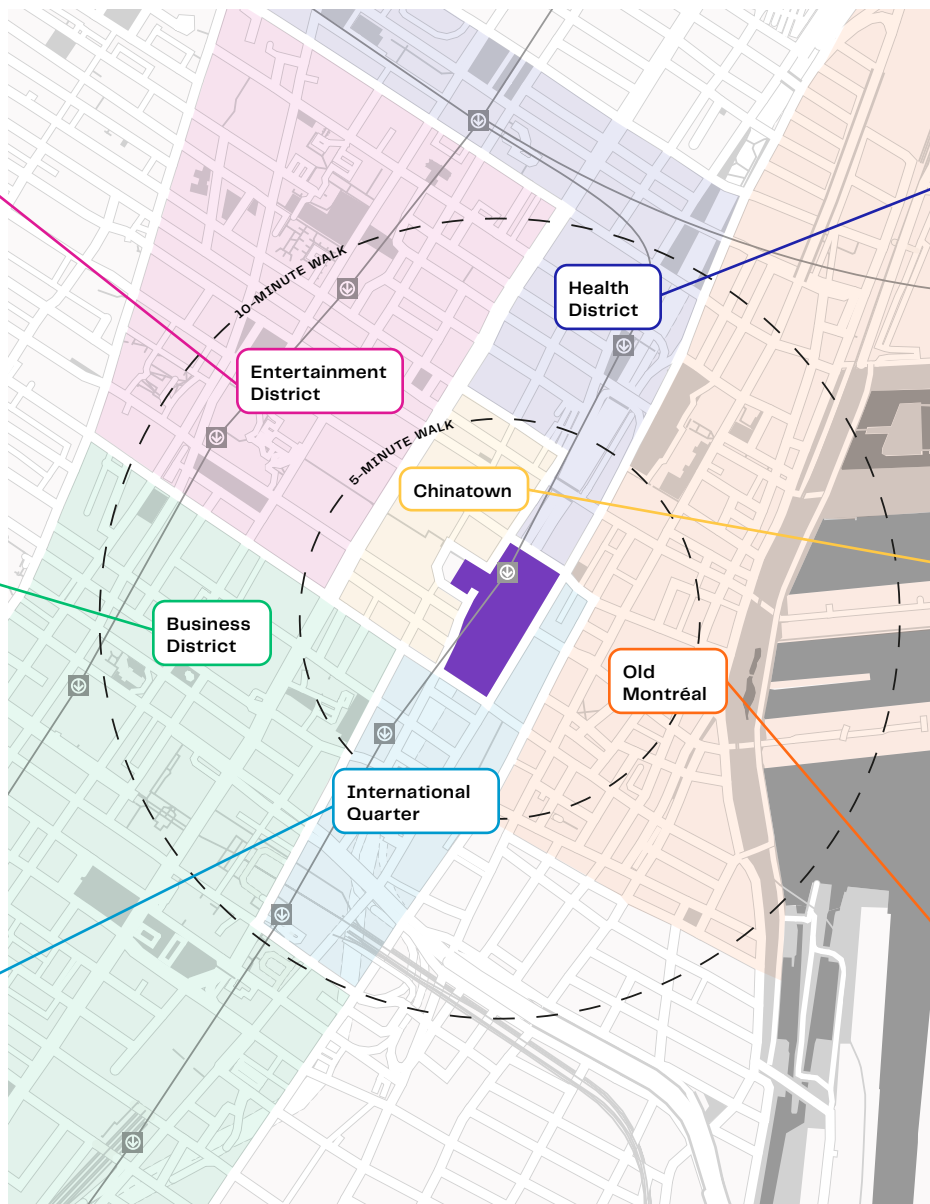 10-MINUTE WALK
Health
District
Entertainment
District
5-MINUTE WALK
Chinatown
Business
District
Old
Montréal
International
Quarter